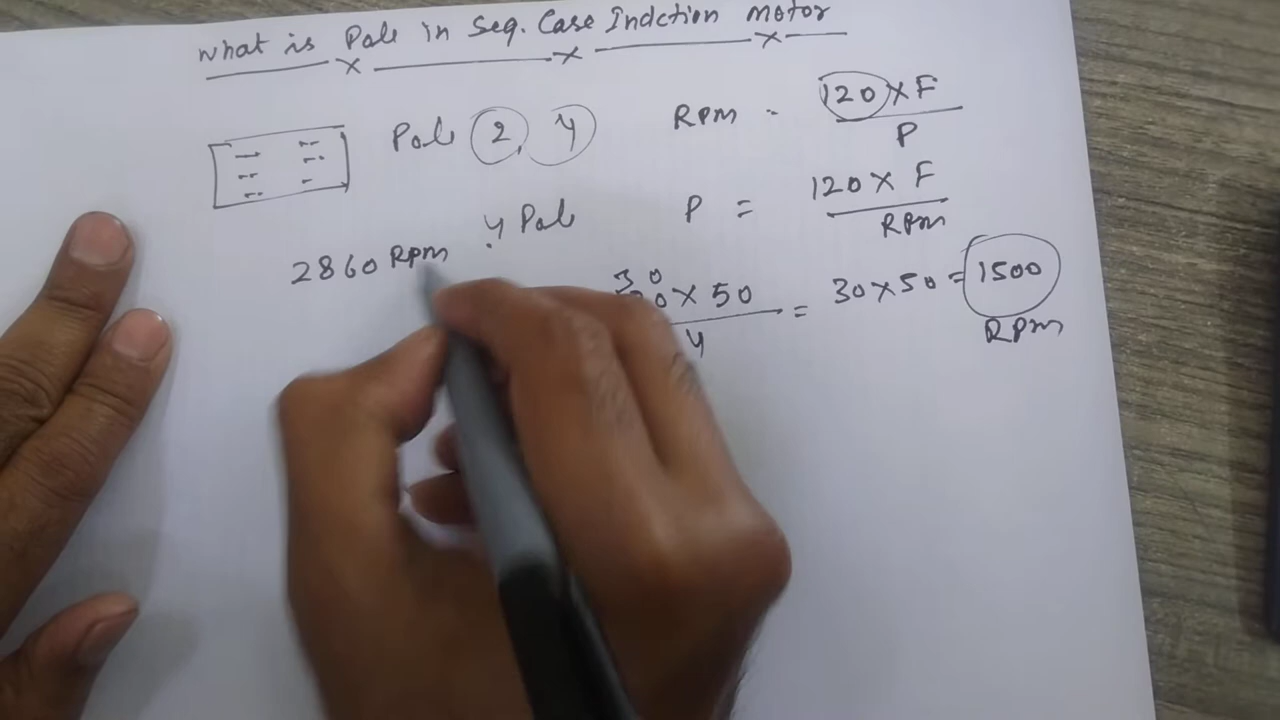 What is Pole in Seq. Case Indction motor
Pole 2, 4
Rpm = 120 × F / P
4 Pole
P = 120 × F / Rpm
2860 Rpm
30
0 × 50 / 4 = 30 × 50 = 1500
Rpm